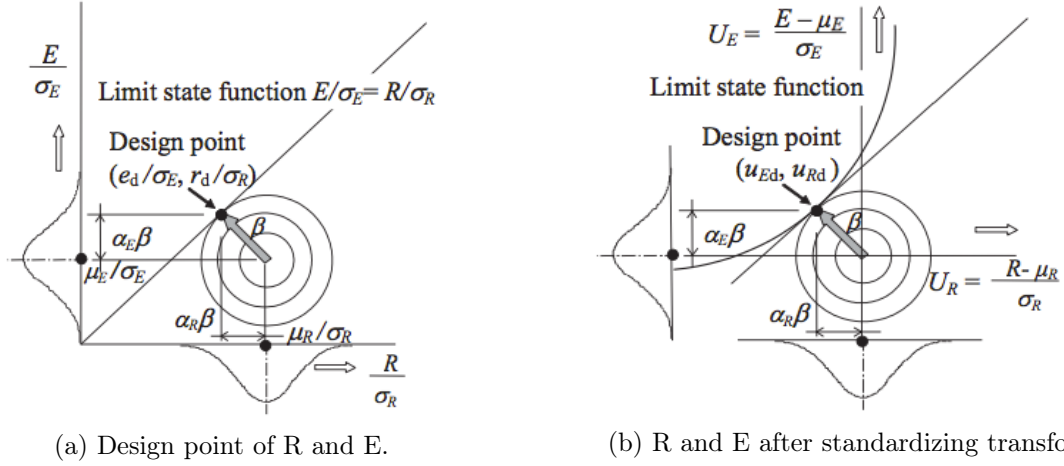 E
σ_E
Limit state function E/σ_E= R/σ_R
Design point
(e_d/σ_E, r_d/σ_R)
β
α_Eβ
μ_E/σ_E
α_Rβ
μ_R/σ_R
R
σ_R
(a) Design point of R and E.
U_E = E – μ_E
σ_E
Limit state function
Design point
(u_Ed, u_Rd)
β
α_Eβ
α_Rβ
U_R = R- μ_R
σ_R
(b) R and E after standardizing transfo